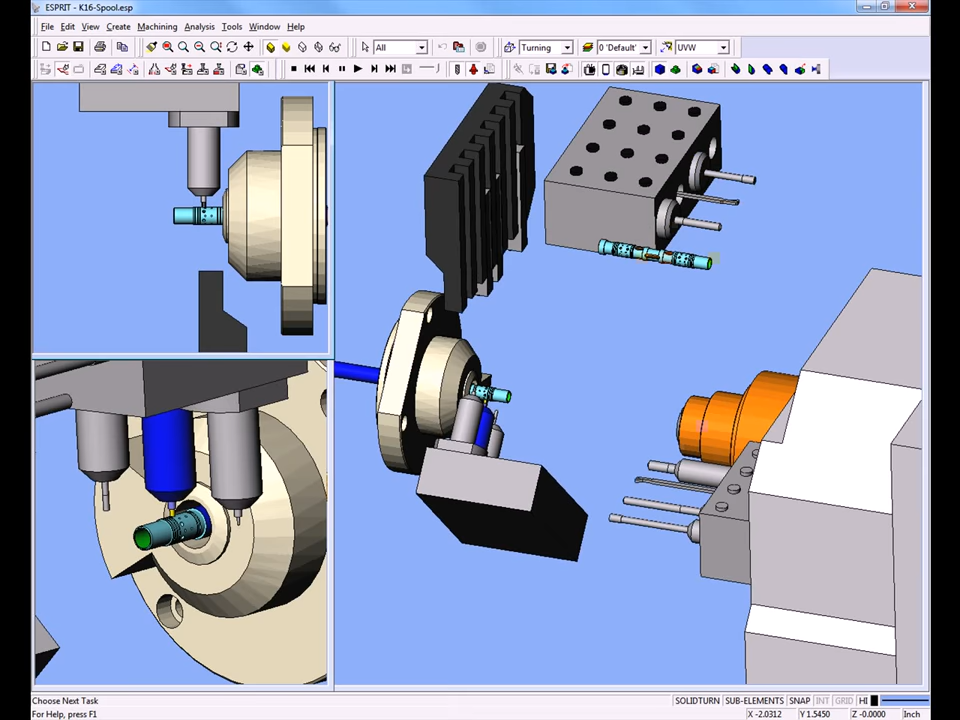 ESPRIT - K16-Spool.esp
File Edit View Create Machining Analysis Tools Window Help
All Turning 0 'Default' UVW
Choose Next Task SOLIDTURN SUB-ELEMENTS SNAP INT GRID HI
For Help, press F1 X -2.0312 Y 1.5450 Z -0.0000 Inch